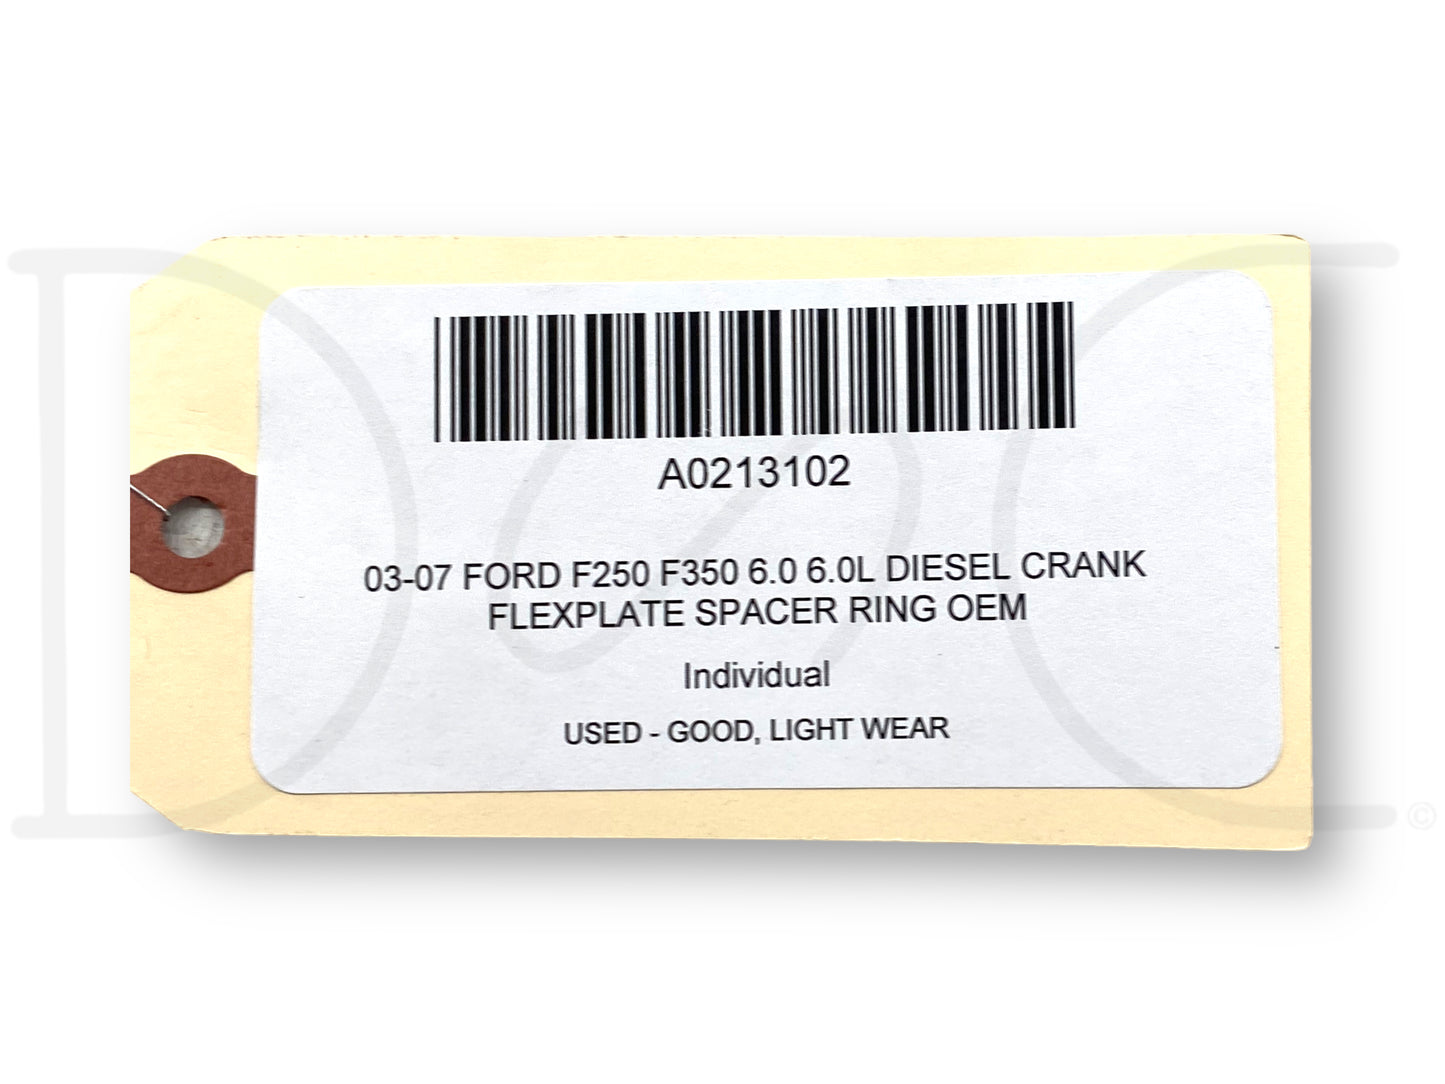 A0213102
03-07 FORD F250 F350 6.0 6.0L DIESEL CRANK
FLEXPLATE SPACER RING OEM
Individual
USED - GOOD, LIGHT WEAR
©